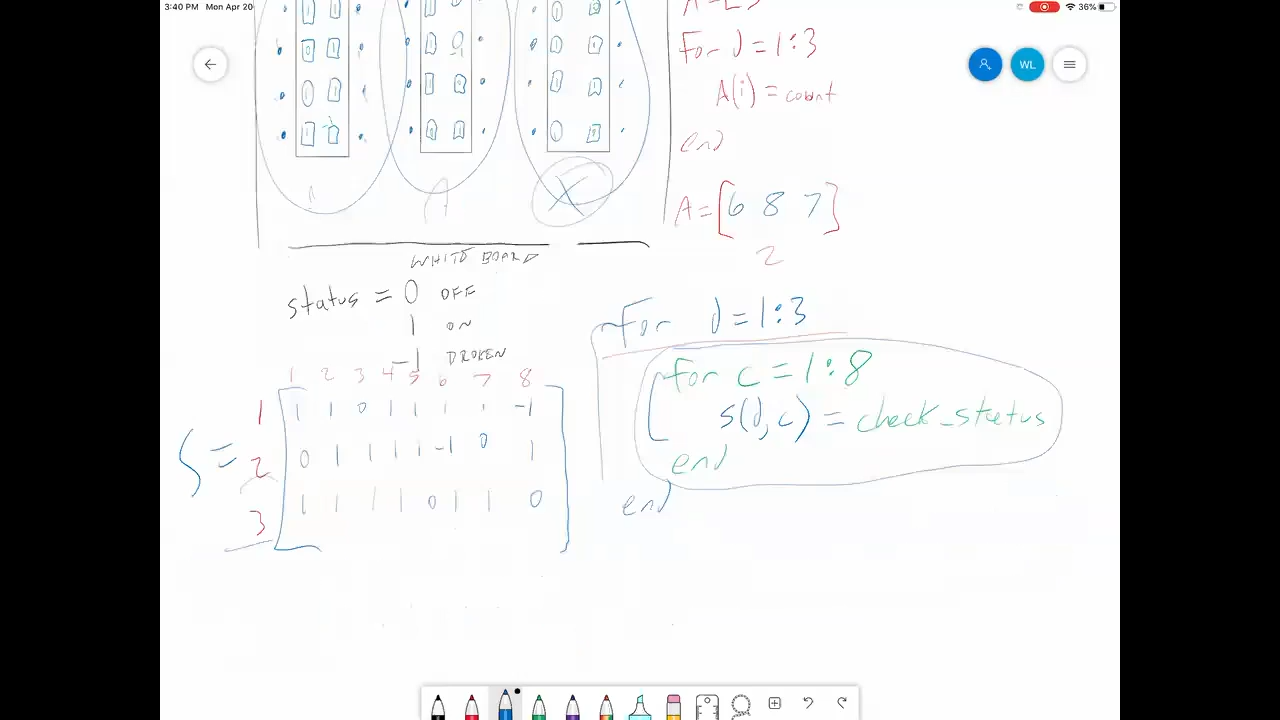 3:40 PM Mon Apr 20
36%
WL
for d=1:3
A(i) = count
end
A=[6 8 7]
2
WHITE BOARD
status = 0 OFF
1 ON
-1 BROKEN
for d=1:3
for c = 1:8
s(d,c) = check_status
end
end
1 2 3 4 5 6 7 8
S=
1 1 1 0 1 1 1 1 -1
2 0 1 1 1 1 -1 0 1
3 1 1 1 1 0 1 1 0